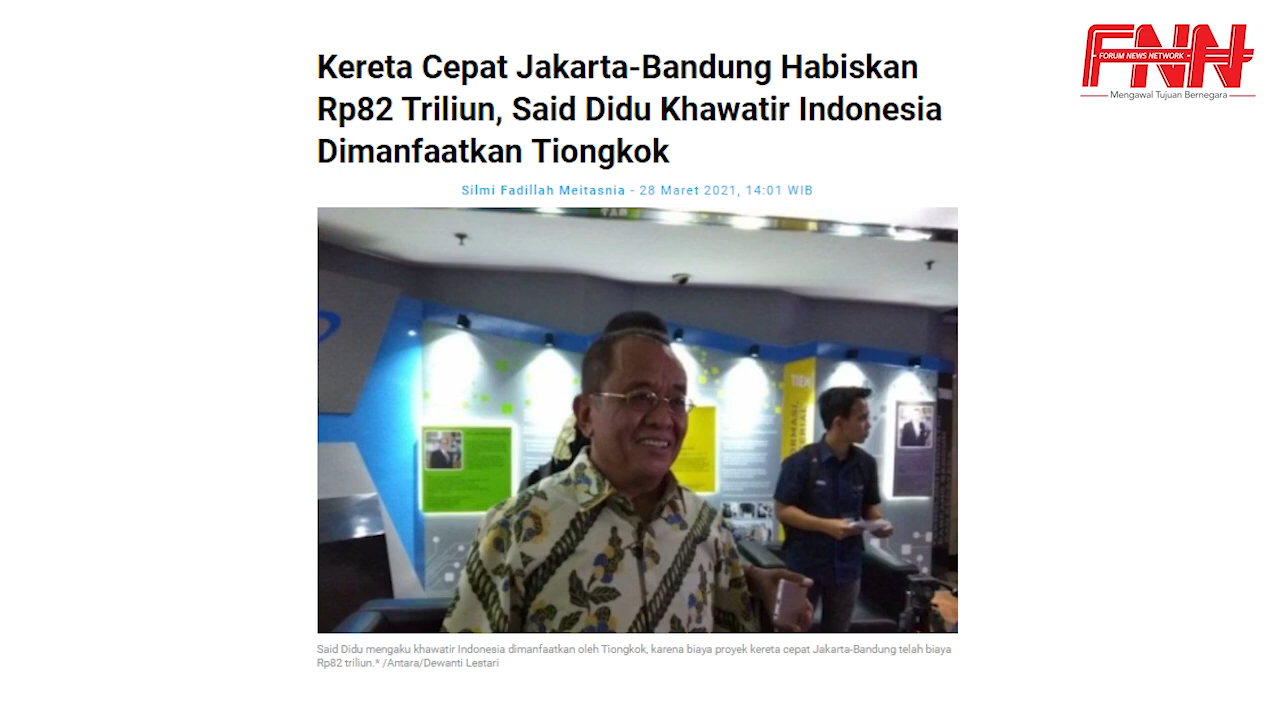 Kereta Cepat Jakarta-Bandung Habiskan
Rp82 Triliun, Said Didu Khawatir Indonesia
Dimanfaatkan Tiongkok
Silmi Fadillah Meitasnia - 28 Maret 2021, 14:01 WIB
FNN
FORUM NEWS NETWORK
Mengawal Tujuan Bernegara
Said Didu mengaku khawatir Indonesia dimanfaatkan oleh Tiongkok, karena biaya proyek kereta cepat Jakarta-Bandung telah biaya
Rp82 triliun.* /Antara/Dewanti Lestari